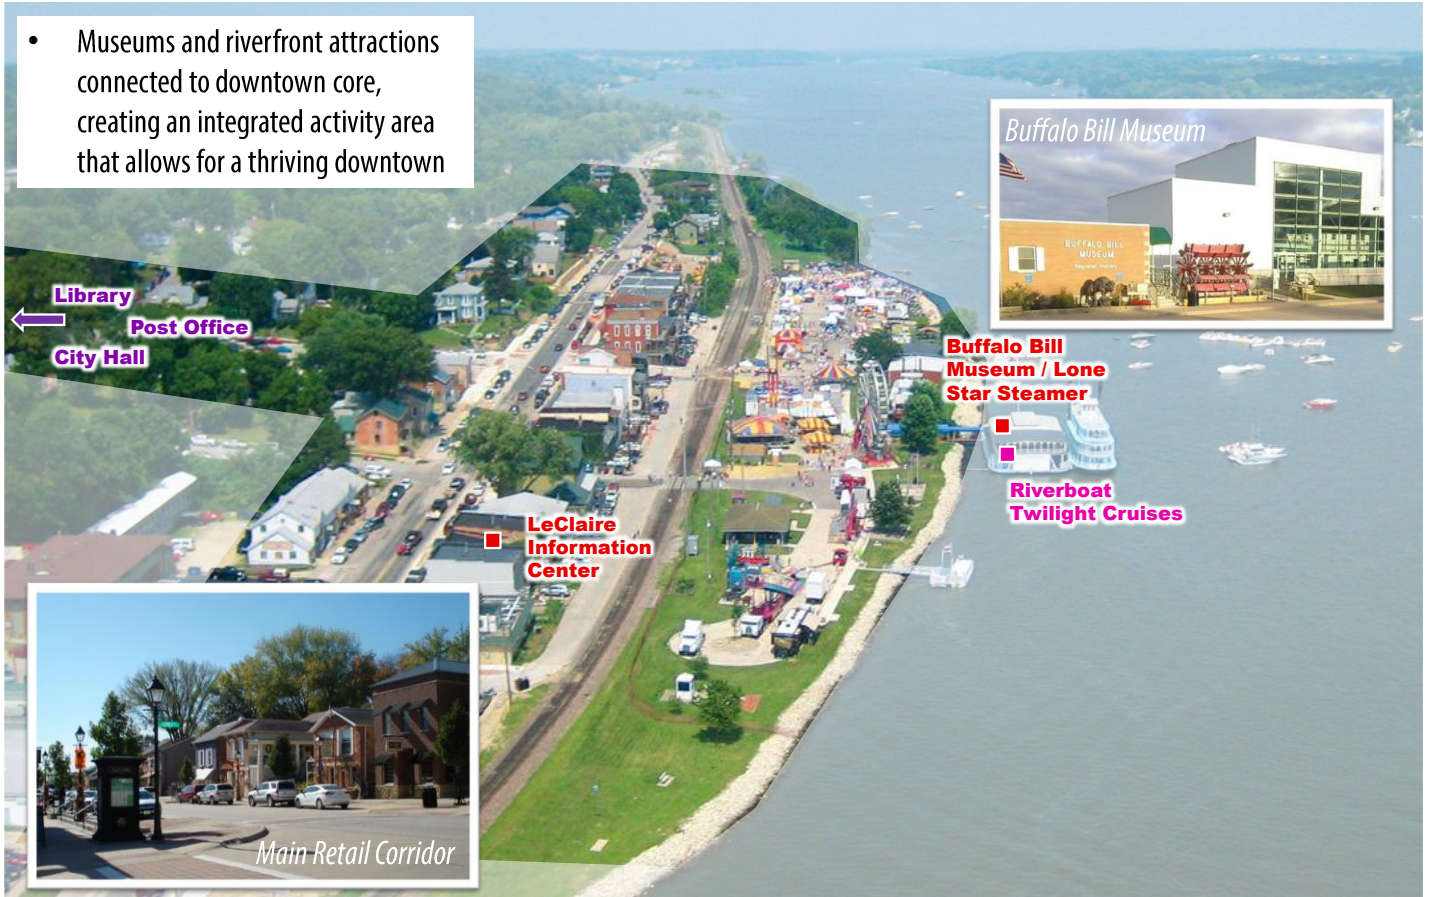 • Museums and riverfront attractions
connected to downtown core,
creating an integrated activity area
that allows for a thriving downtown
Buffalo Bill Museum
BUFFALO BILL
MUSEUM
Library
Post Office
City Hall
Buffalo Bill
Museum / Lone
Star Steamer
Riverboat
Twilight Cruises
LeClaire
Information
Center
Main Retail Corridor